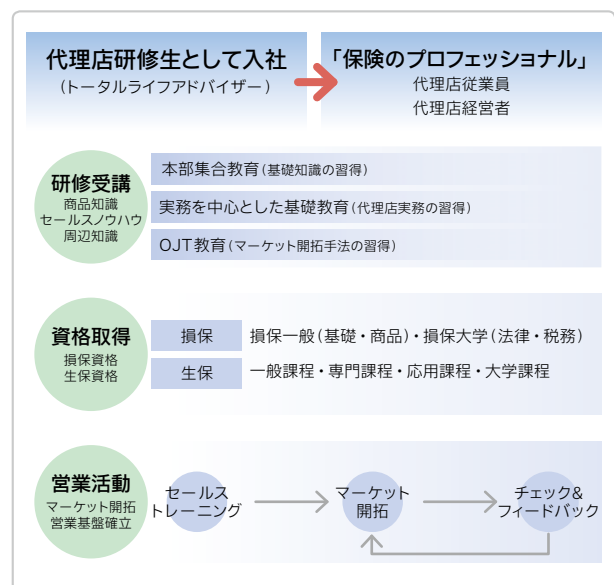 代理店研修生として入社
(トータルライフアドバイザー)
「保険のプロフェッショナル」
代理店従業員
代理店経営者
研修受講
商品知識
セールスノウハウ
周辺知識
本部集合教育(基礎知識の習得)
実務を中心とした基礎教育(代理店実務の習得)
OJT教育(マーケット開拓手法の習得)
資格取得
損保資格
生保資格
損保
損保一般(基礎・商品)・損保大学(法律・税務)
生保
一般課程・専門課程・応用課程・大学課程
営業活動
マーケット開拓
営業基盤確立
セールス
トレーニング
マーケット
開拓
チェック&
フィードバック